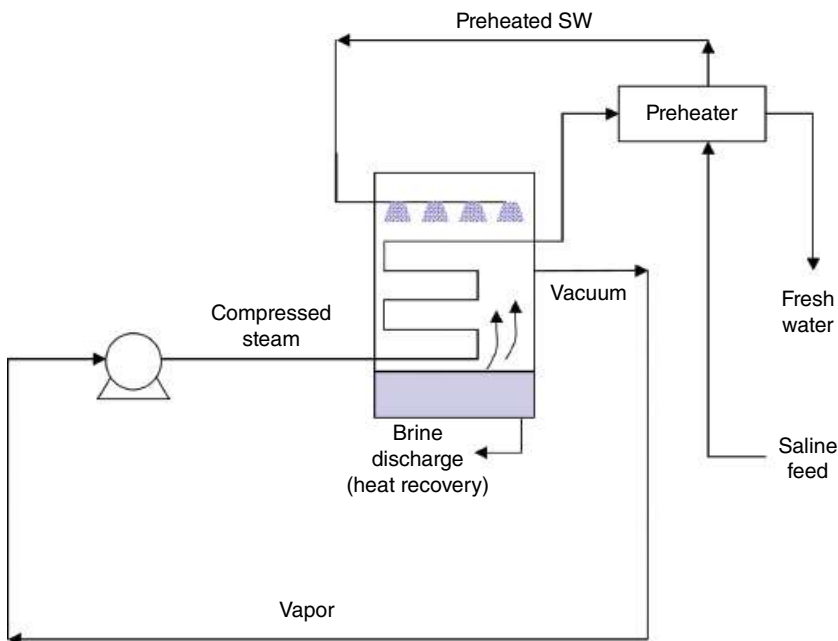 Preheated SW
Preheater
Compressed
steam
Vacuum
Fresh
water
Brine
discharge
(heat recovery)
Saline
feed
Vapor